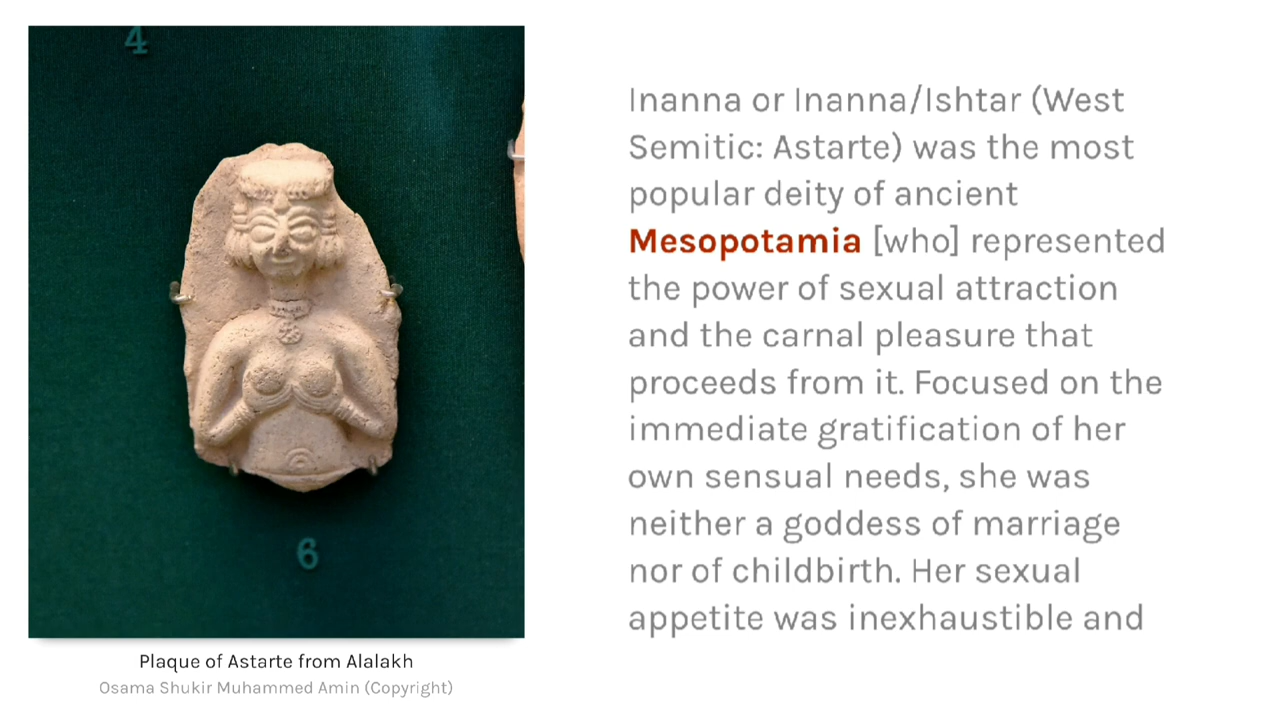 4
6
Plaque of Astarte from Alalakh
Osama Shukir Muhammed Amin (Copyright)
Inanna or Inanna/Ishtar (West
Semitic: Astarte) was the most
popular deity of ancient
Mesopotamia [who] represented
the power of sexual attraction
and the carnal pleasure that
proceeds from it. Focused on the
immediate gratification of her
own sensual needs, she was
neither a goddess of marriage
nor of childbirth. Her sexual
appetite was inexhaustible and